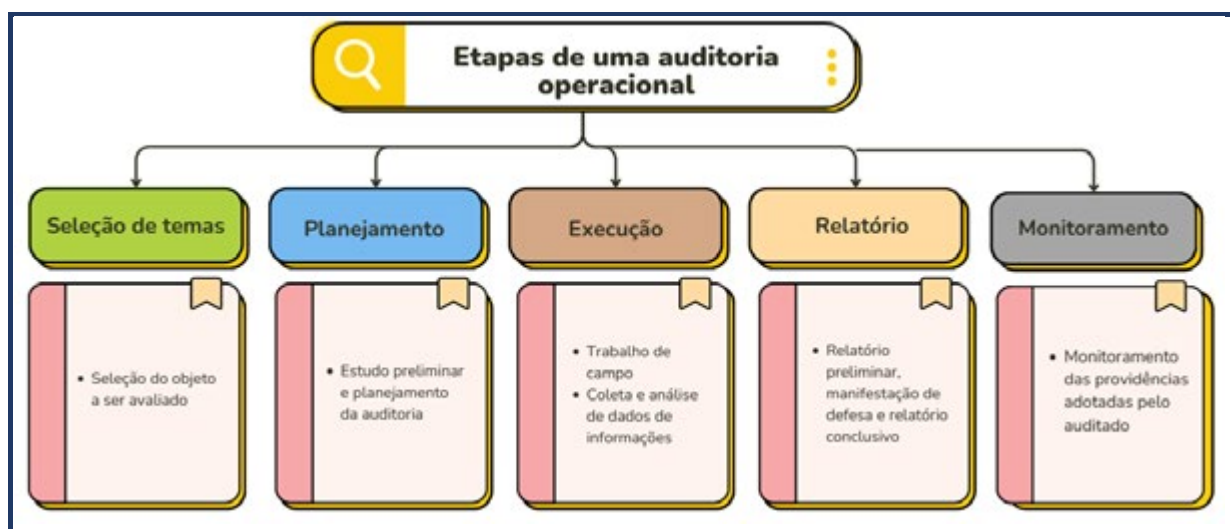 Etapas de uma auditoria
operacional
Seleção de temas
Planejamento
Execução
Relatório
Monitoramento
• Seleção do objeto
a ser avaliado
• Estudo preliminar
e planejamento
da auditoria
• Trabalho de
campo
• Coleta e análise
de dados de
informações
• Relatório
preliminar,
manifestação de
defesa e relatório
conclusivo
• Monitoramento
das providências
adotadas pelo
auditado